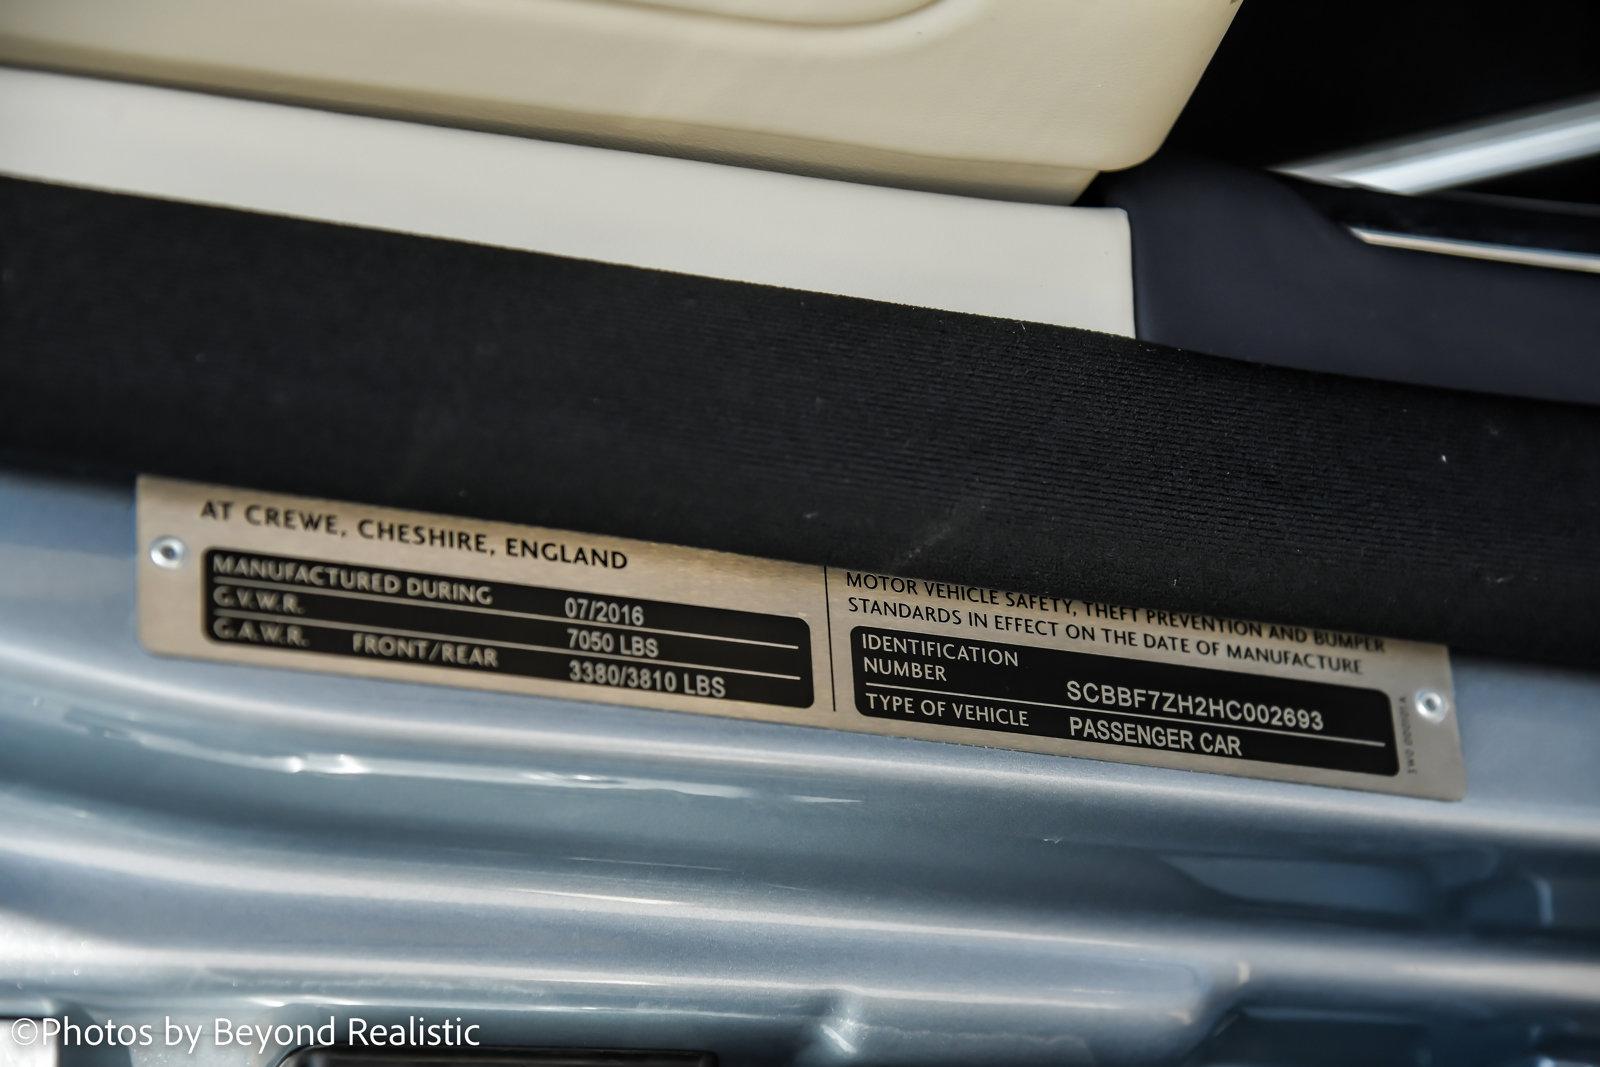 AT CREWE, CHESHIRE, ENGLAND
MANUFACTURED DURING 07/2016
G.V.W.R. 7050 LBS
G.A.W.R. FRONT/REAR 3380/3810 LBS
MOTOR VEHICLE SAFETY, THEFT PREVENTION AND BUMPER
STANDARDS IN EFFECT ON THE DATE OF MANUFACTURE
IDENTIFICATION
NUMBER SCBBF7ZH2HC002693
TYPE OF VEHICLE PASSENGER CAR
©Photos by Beyond Realistic